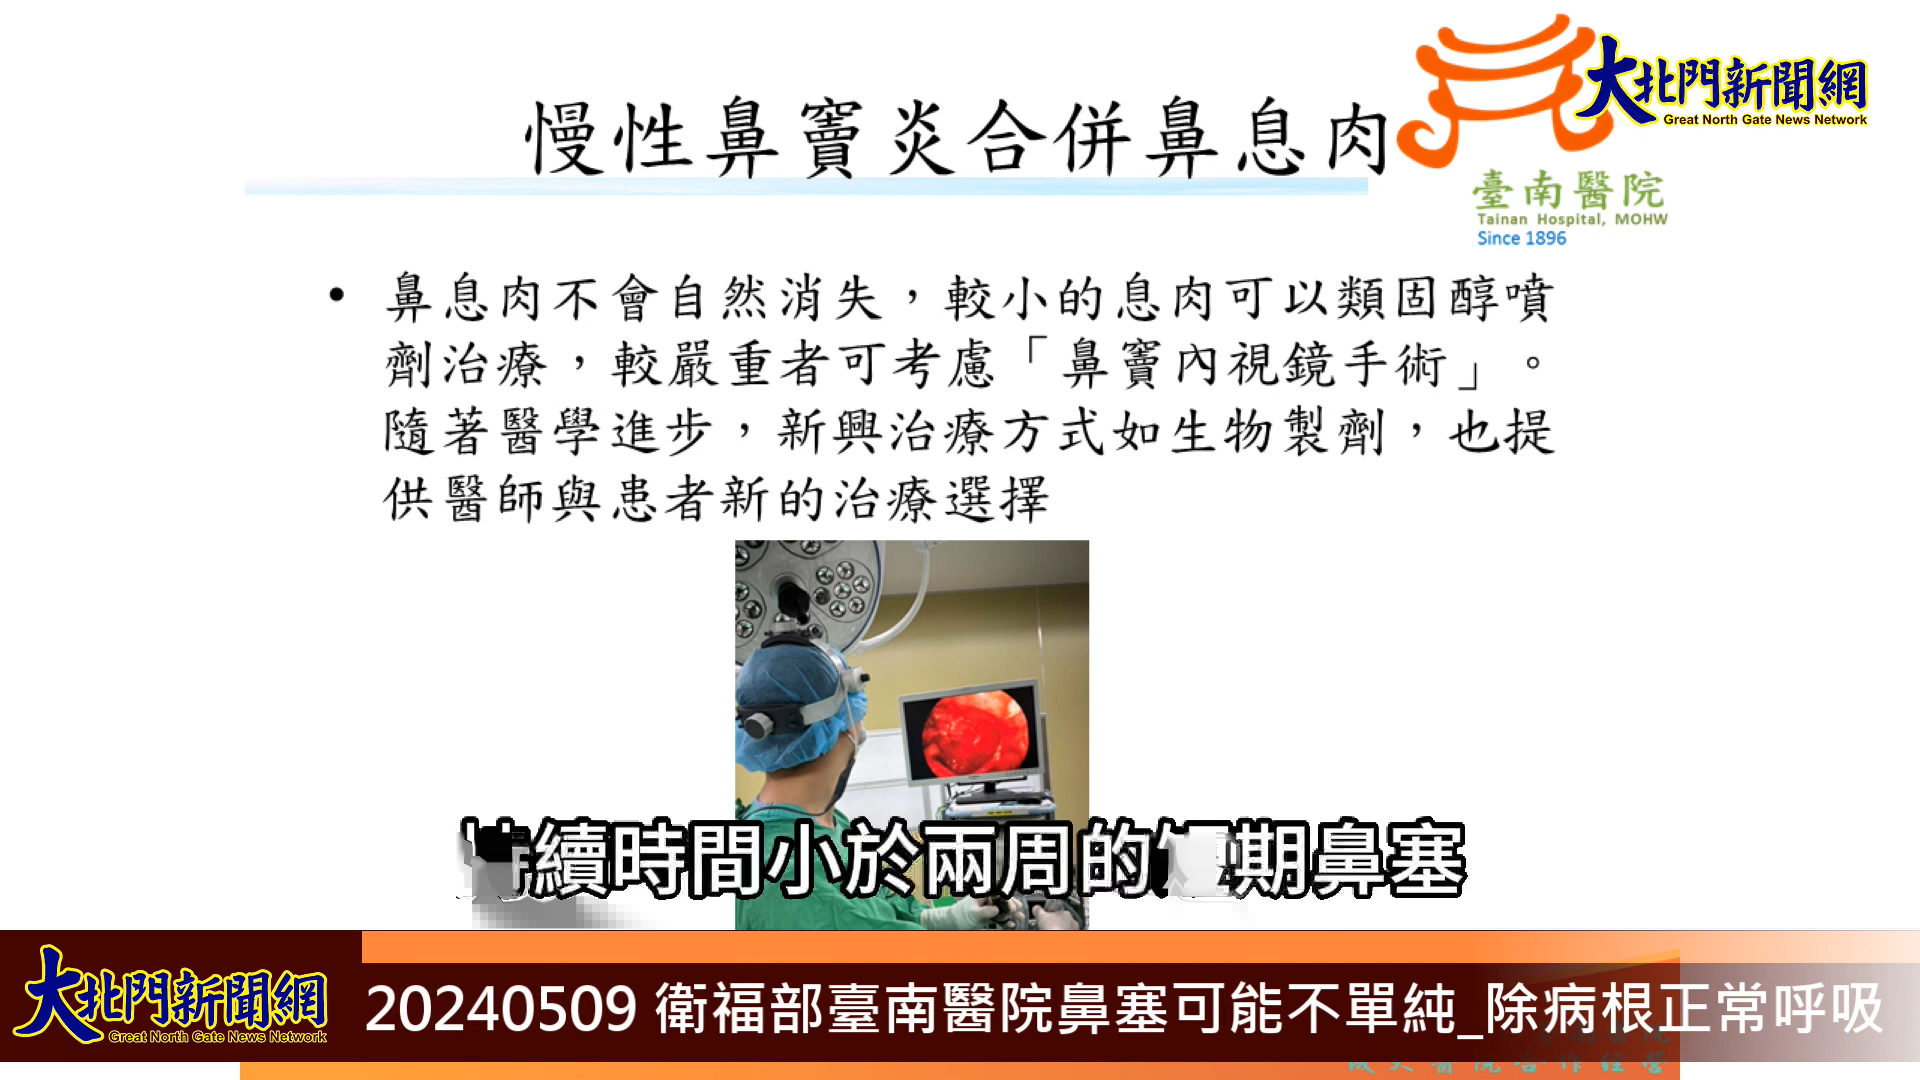 慢性鼻竇炎合併鼻息肉
大北門新聞網
Great North Gate News Network
臺南醫院
Tainan Hospital, MOHW
Since 1896
• 鼻息肉不會自然消失，較小的息肉可以類固醇噴
劑治療，較嚴重者可考慮「鼻竇內視鏡手術」。
隨著醫學進步，新興治療方式如生物製劑，也提
供醫師與患者新的治療選擇
持續時間小於兩周的短期鼻塞
大北門新聞網
Great North Gate News Network
20240509 衛福部臺南醫院鼻塞可能不單純_除病根正常呼吸